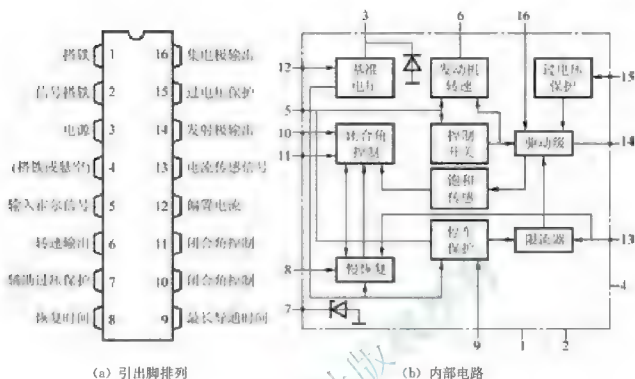 3
6
16
搭铁 1 16 集电极输出
信号搭铁 2 15 过电压保护
电源 3 14 发射极输出
(搭铁或悬空) 4 13 电流传感信号
输入霍尔信号 5 12 偏置电流
转速输出 6 11 闭合角控制
辅助过压保护 7 10 闭合角控制
恢复时间 8 9 最长导通时间
12
基准
电压
发动机
转速
过电压
保护
15
5
10
11
闭合角
控制
控制
开关
驱动级
14
饱和
传感
停车
保护
限流器
13
8
慢恢复
4
7
9
1
2
(a) 引出脚排列
(b) 内部电路
版